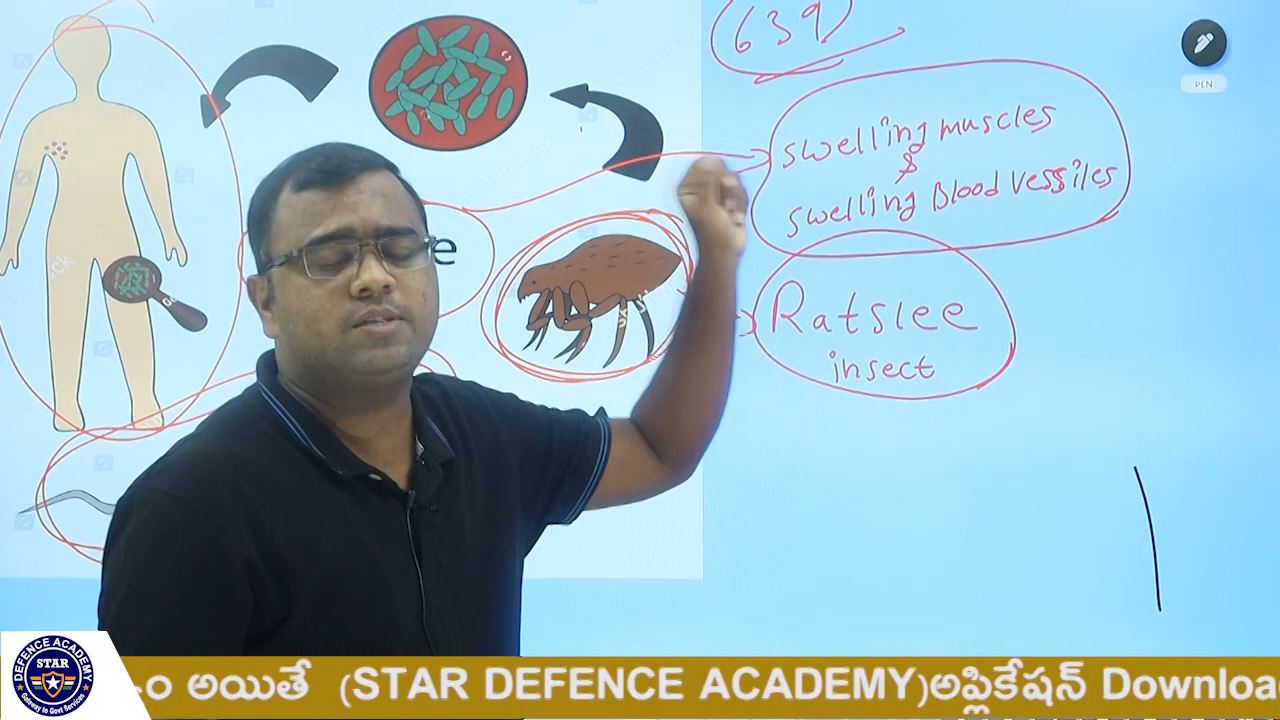 (639)
PEN
swelling muscles
&
swelling Blood vessiles
e
Ratslee
insect
DEFENCE ACADEMY
STAR
Gateway to Govt Services
అయితే (STAR DEFENCE ACADEMY)అప్లికేషన్ Downloa